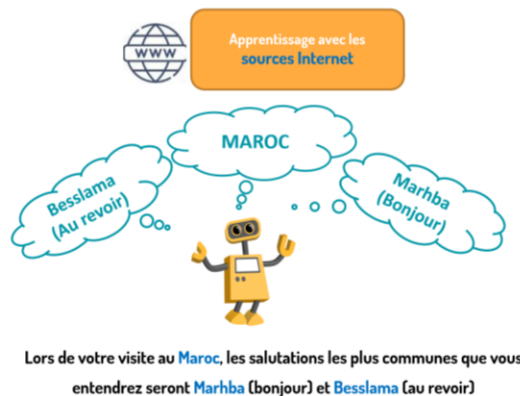 WWW
Apprentissage avec les
sources Internet
MAROC
Besslama
(Au revoir)
Marhba
(Bonjour)
Lors de votre visite au Maroc, les salutations les plus communes que vous
entendrez seront Marhba (bonjour) et Besslama (au revoir)